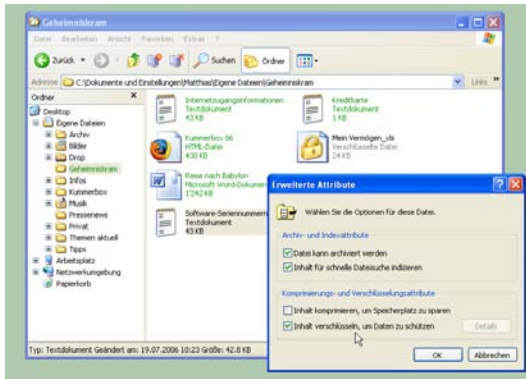 Geheimniskram
Datei Bearbeiten Ansicht Favoriten Extras ?
Zurück Suchen Ordner
Adresse C:\Dokumente und Einstellungen\Matthias\Eigene Dateien\Geheimniskram Links
Ordner
Desktop
Eigene Dateien
Archiv
Bilder
Drop
Geheimniskram
Infos
Kummerbox
Musik
Pressenews
Privat
Themen aktuell
Tipps
Arbeitsplatz
Netzwerkumgebung
Papierkorb
Internetzugangsinformationen
Textdokument
43 KB
Kreditkarte
Textdokument
1 KB
Kummerbox 06
HTML-Datei
430 KB
Mein Vermögen_xls
Verschlüsselte Datei
24 KB
Reise nach Babylon
Microsoft Word-Dokument
1'242 KB
Software-Seriennummern
Textdokument
43 KB
Erweiterte Attribute
Wählen Sie die Optionen für diese Datei.
Archiv- und Indexattribute
Datei kann archiviert werden
Inhalt für schnelle Dateisuche indizieren
Komprimierungs- und Verschlüsselungsattribute
Inhalt komprimieren, um Speicherplatz zu sparen
Inhalt verschlüsseln, um Daten zu schützen
Details
OK Abbrechen
Typ: Textdokument Geändert am: 19.07.2006 10:23 Größe: 42.8 KB